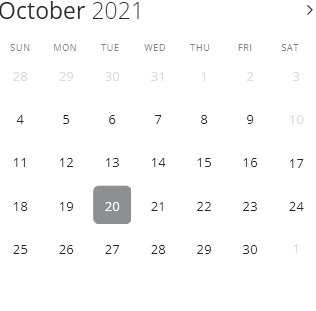 October 2021
SUN MON TUE WED THU FRI SAT
28 29 30 31 1 2 3
4 5 6 7 8 9 10
11 12 13 14 15 16 17
18 19 20 21 22 23 24
25 26 27 28 29 30 1